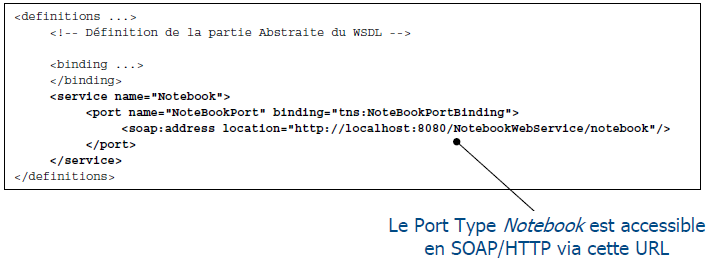 <definitions ...>
<!-- Définition de la partie Abstraite du WSDL -->
<binding ...>
</binding>
<service name="Notebook">
<port name="NoteBookPort" binding="tns:NoteBookPortBinding">
<soap:address location="http://localhost:8080/NotebookWebService/notebook"/>
</port>
</service>
</definitions>
Le Port Type Notebook est accessible
en SOAP/HTTP via cette URL